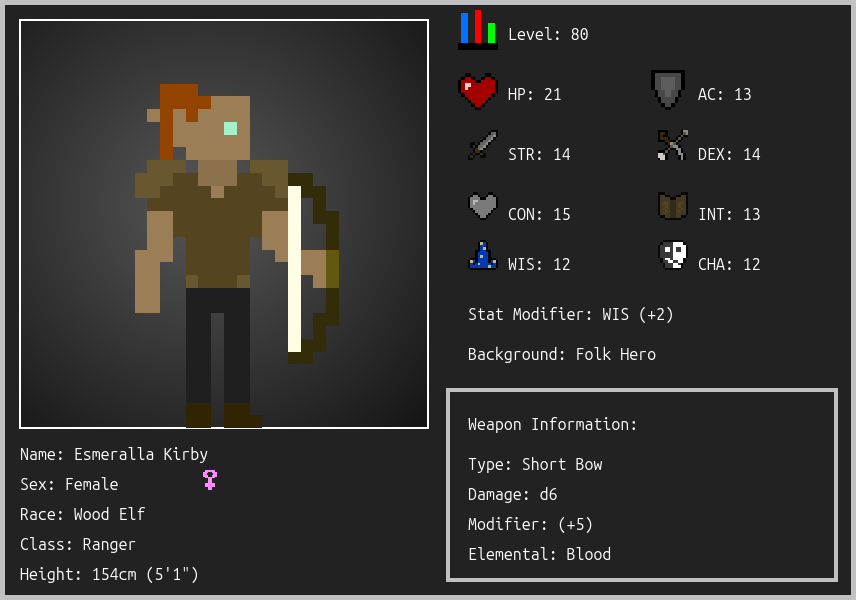 Level: 80
HP: 21
AC: 13
STR: 14
DEX: 14
CON: 15
INT: 13
WIS: 12
CHA: 12
Stat Modifier: WIS (+2)
Background: Folk Hero
Weapon Information:
Type: Short Bow
Damage: d6
Modifier: (+5)
Elemental: Blood
Name: Esmeralla Kirby
Sex: Female
Race: Wood Elf
Class: Ranger
Height: 154cm (5'1")